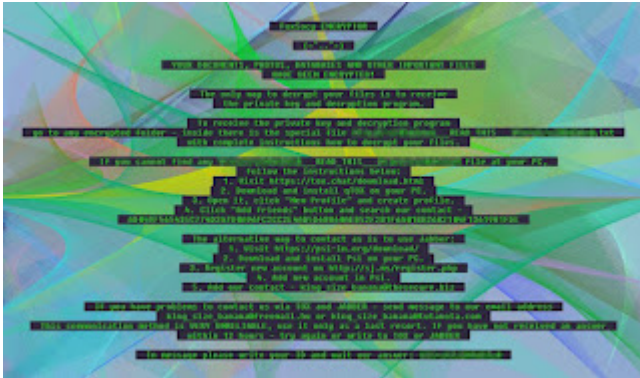 FoxSocy ENCRYPTION
YOUR DOCUMENTS, PHOTOS, DATABASES AND OTHER IMPORTANT FILES
HAVE BEEN ENCRYPTED!
The only way to decrypt your files is to receive
the private key and decryption program.
To receive the private key and decryption program
go to any encrypted folder - inside there is the special file READ_THIS .txt
with complete instructions how to decrypt your files.
If you cannot find any READ_THIS file at your PC,
follow the instructions below:
1. Visit https://tox.chat/download.html
2. Download and install qTOX on your PC.
3. Open it, click "New Profile" and create profile.
4. Click "Add friends" button and search our contact -
The alternative way to contact us is to use Jabber:
1. Visit https://psi-im.org/download/
2. Download and install Psi on your PC.
3. Register new account on http://sj.ms/register.php
4. Add new account in Psi.
5. Add our contact - king_size_banana@thesecure.biz
If you have problems to contact us via TOX and JABBER - send message to our email address
This communication method is VERY UNRELIABLE, use it only as a last resort. If you have not received an answer
within 12 hours - try again or write to TOX or JABBER
In message please write your ID and wait our answer: